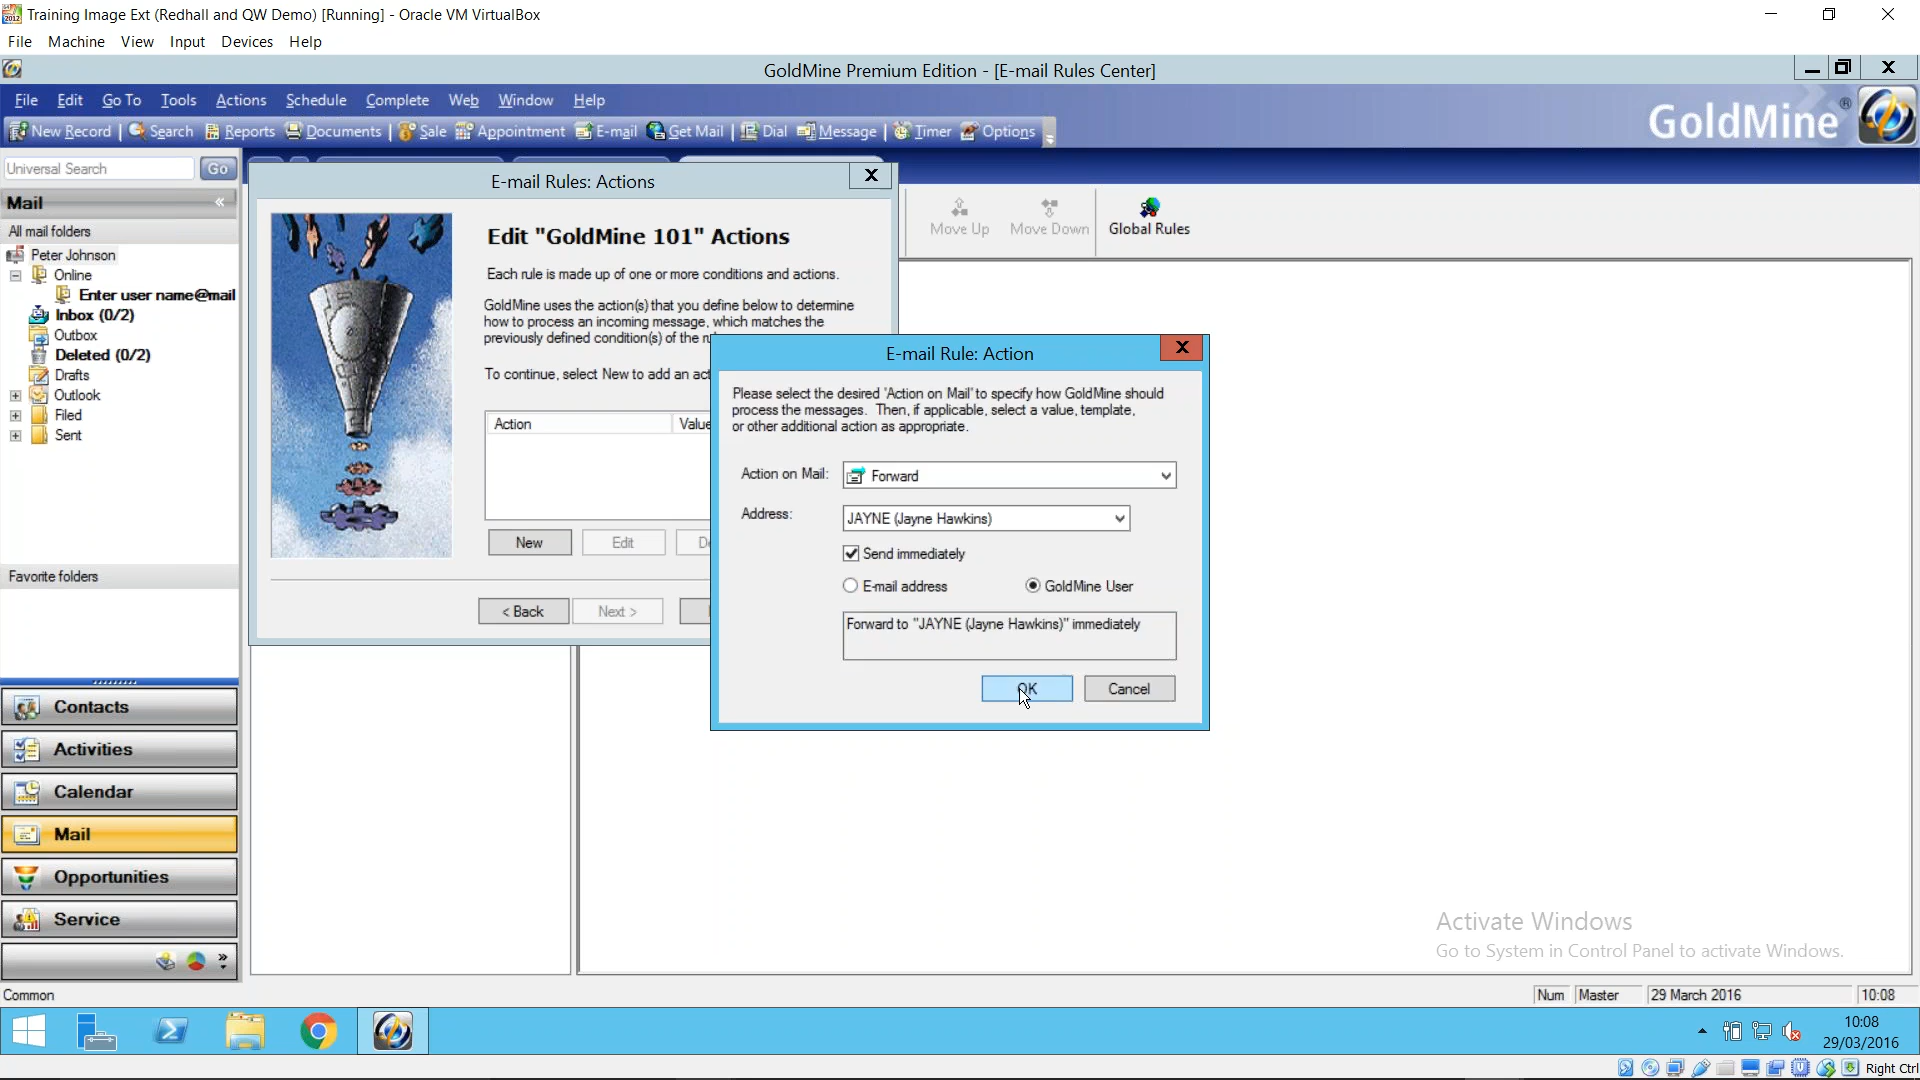 Training Image Ext (Redhall and QW Demo) [Running] - Oracle VM VirtualBox
File Machine View Input Devices Help
GoldMine Premium Edition - [E-mail Rules Center]
File Edit Go To Tools Actions Schedule Complete Web Window Help
New Record Search Reports Documents Sale Appointment E-mail Get Mail Dial Message Timer Options
GoldMine ®
Universal Search Go
Mail
All mail folders
Peter Johnson
Online
Enter user name@mail
Inbox (0/2)
Outbox
Deleted (0/2)
Drafts
Outlook
Filed
Sent
Favorite folders
Contacts
Activities
Calendar
Mail
Opportunities
Service
Move Up Move Down Global Rules
E-mail Rules: Actions
X
Edit "GoldMine 101" Actions
Each rule is made up of one or more conditions and actions.
GoldMine uses the action(s) that you define below to determine
how to process an incoming message, which matches the
previously defined condition(s) of the
To continue, select New to add an
Action Value
New Edit
< Back Next >
E-mail Rule: Action
X
Please select the desired 'Action on Mail' to specify how GoldMine should
process the messages. Then, if applicable, select a value, template,
or other additional action as appropriate.
Action on Mail: Forward
Address: JAYNE (Jayne Hawkins)
Send immediately
E-mail address GoldMine User
Forward to "JAYNE (Jayne Hawkins)" immediately
OK Cancel
Activate Windows
Go to System in Control Panel to activate Windows.
Common
Num Master 29 March 2016 10:08
10:08
29/03/2016
Right Ctrl